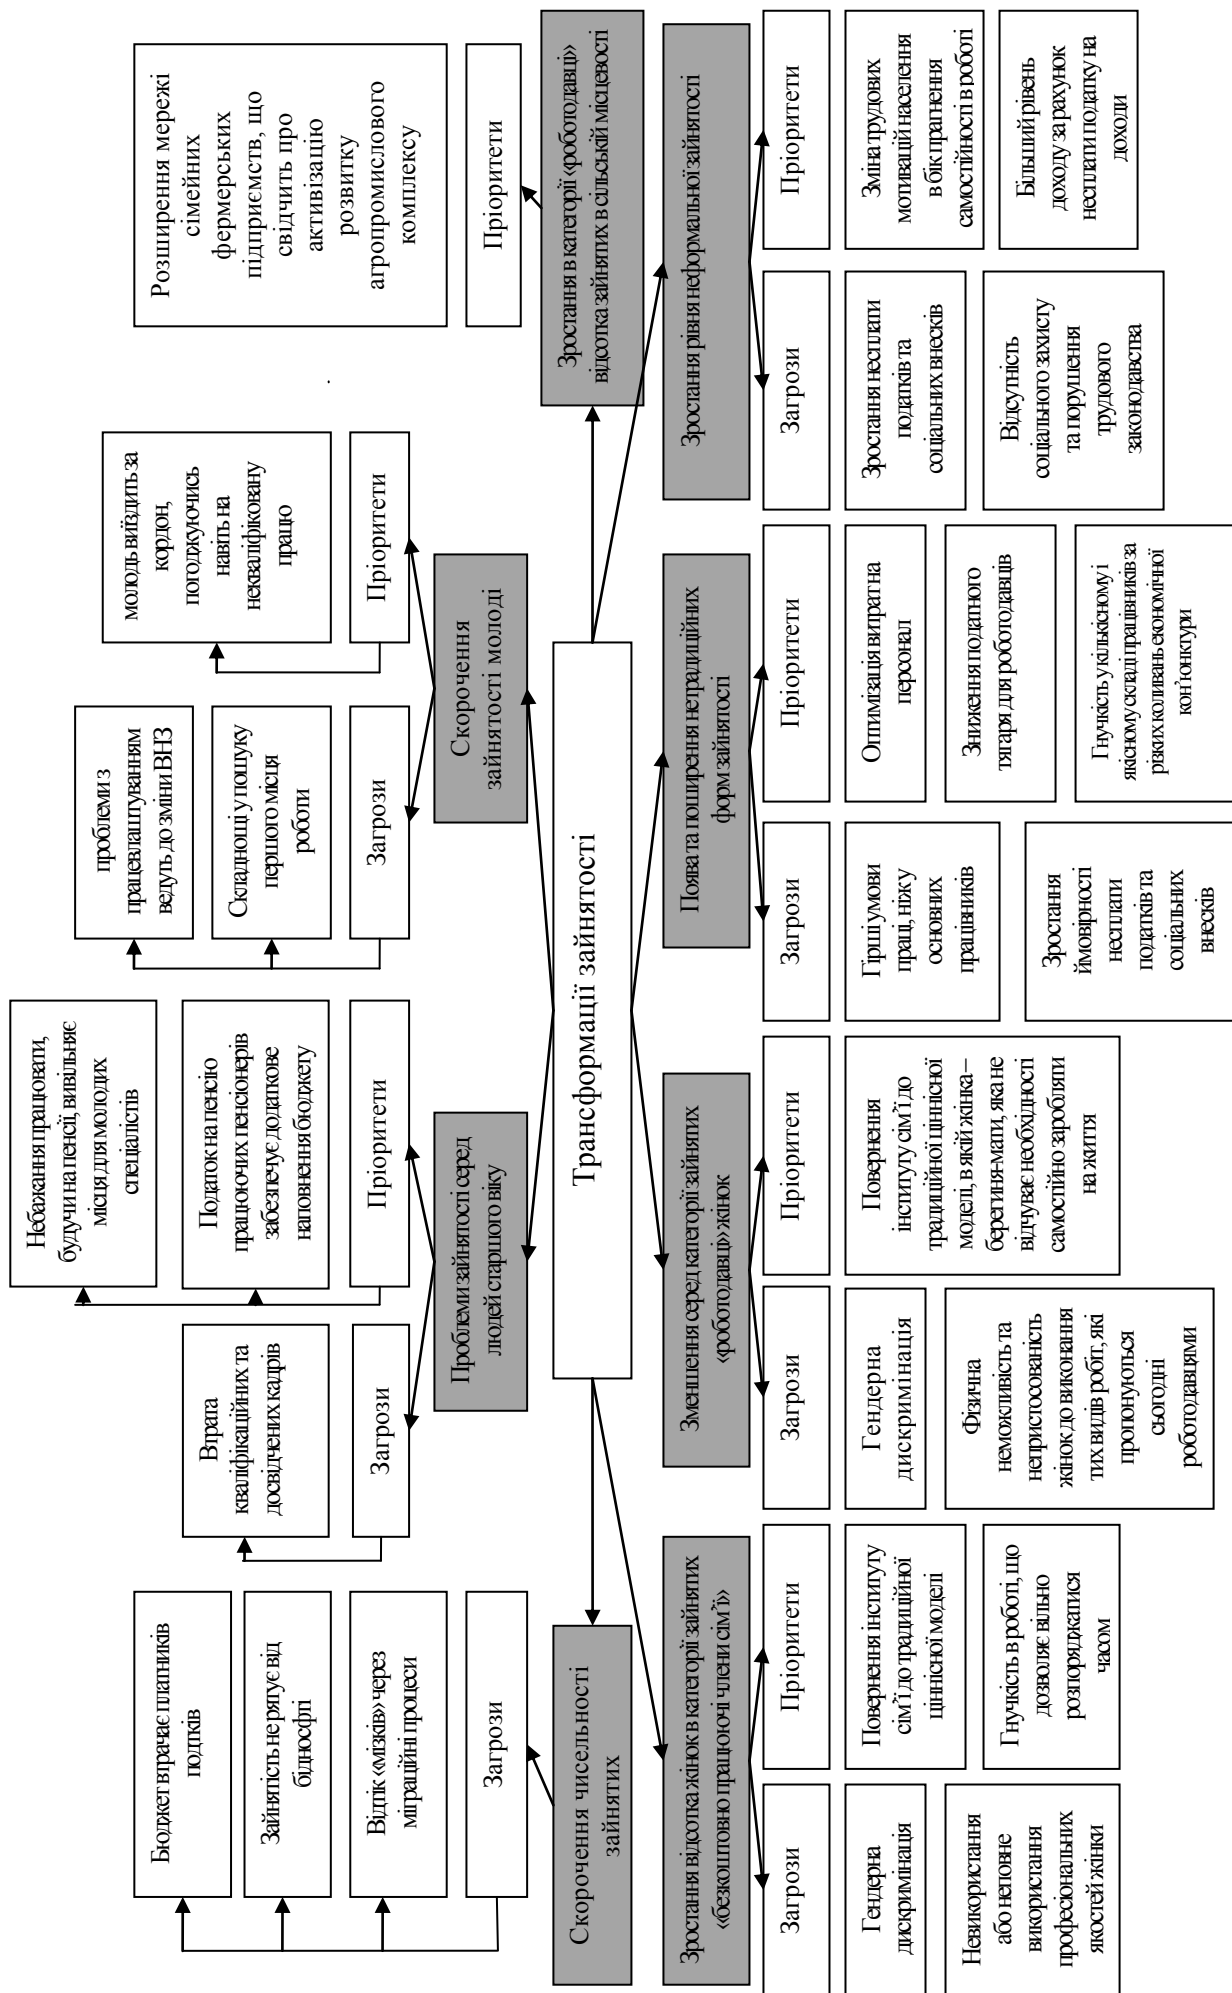 Бюджет втрачає платників
податків
Зайнятість не рятує від
бідності
Відтік «мізків» через
міграційні процеси
Загрози
Скорочення чисельності
зайнятих
Втрата
кваліфікаційних та
досвідчених кадрів
Загрози
Небажання працювати,
будучи на пенсії, вивільняє
місця для молодих
спеціалістів
Податок на пенсію
працюючих пенсіонерів
забезпечує додаткове
наповнення бюджету
Пріоритети
Проблеми зайнятості серед
людей старшого віку
проблеми з
працевлаштуванням
ведуть до зміни ВНЗ
Складнощі у пошуку
першого місця
роботи
Загрози
молодь виїздить за
кордон,
погоджуючись
навіть на
некваліфіковану
працю
Пріоритети
Скорочення
зайнятості молоді
Розширення мережі
сімейних
фермерських
підприємств, що
свідчить про
активізацію
розвитку
агропромислового
комплексу
Пріоритети
Зростання в категорії «роботодавці»
відсотка зайнятих в сільській місцевості
Трансформації зайнятості
Зростання відсотка жінок в категорії зайнятих
«безкоштовно працюючі члени сім'ї»
Загрози
Гендерна
дискримінація
Невикористання
або неповне
використання
професіональних
якостей жінки
Пріоритети
Повернення інституту
сім'ї до традиційної
ціннісної моделі
Гнучкість в роботі, що
дозволяє вільно
розпоряджатися
часом
Зменшення серед категорії зайнятих
«роботодавці» жінок
Загрози
Гендерна
дискримінація
Фізична
неможливість та
непристосованість
жінок до виконання
тих видів робіт, які
пропонуються
сьогодні
роботодавцями
Пріоритети
Повернення
інституту сім'ї до
традиційної ціннісної
моделі, в якій жінка –
берегиня-мати, яка не
відчуває необхідності
самостійно заробляти
на життя
Поява та поширення нетрадиційних
форм зайнятості
Загрози
Гірші умови
праці, ніж у
основних
працівників
Зростання
ймовірності
несплати
податків та
соціальних
внесків
Пріоритети
Оптимізація витрат на
персонал
Зниження податного
тягаря для роботодавців
Гнучкість у кількісному і
якісному складі працівників за
різких коливань економічної
кон'юнктури
Зростання рівня неформальної зайнятості
Загрози
Зростання несплати
податків та
соціальних внесків
Відсутність
соціального захисту
та порушення
трудового
законодавства
Пріоритети
Зміна трудових
мотивацій населення
в бік прагнення
самостійності в роботі
Більший рівень
доходу за рахунок
несплати податку на
доходи